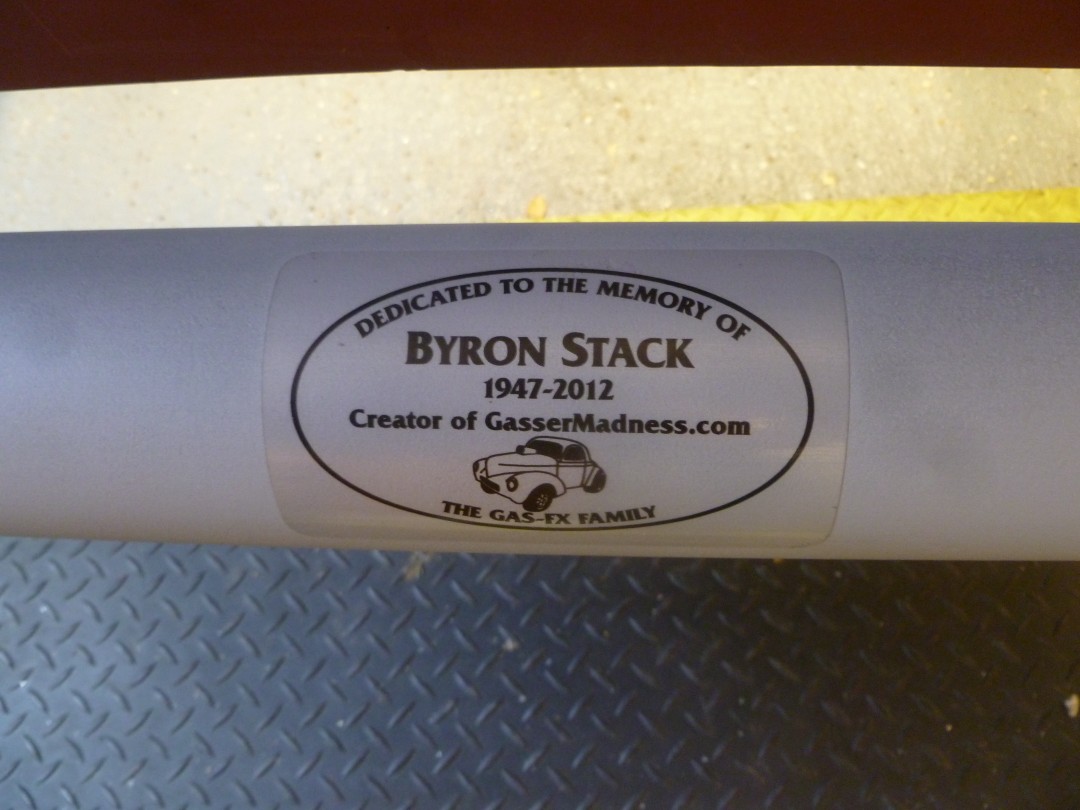 DEDICATED TO THE MEMORY OF
BYRON STACK
1947-2012
Creator of GasserMadness.com
THE GAS-FX FAMILY